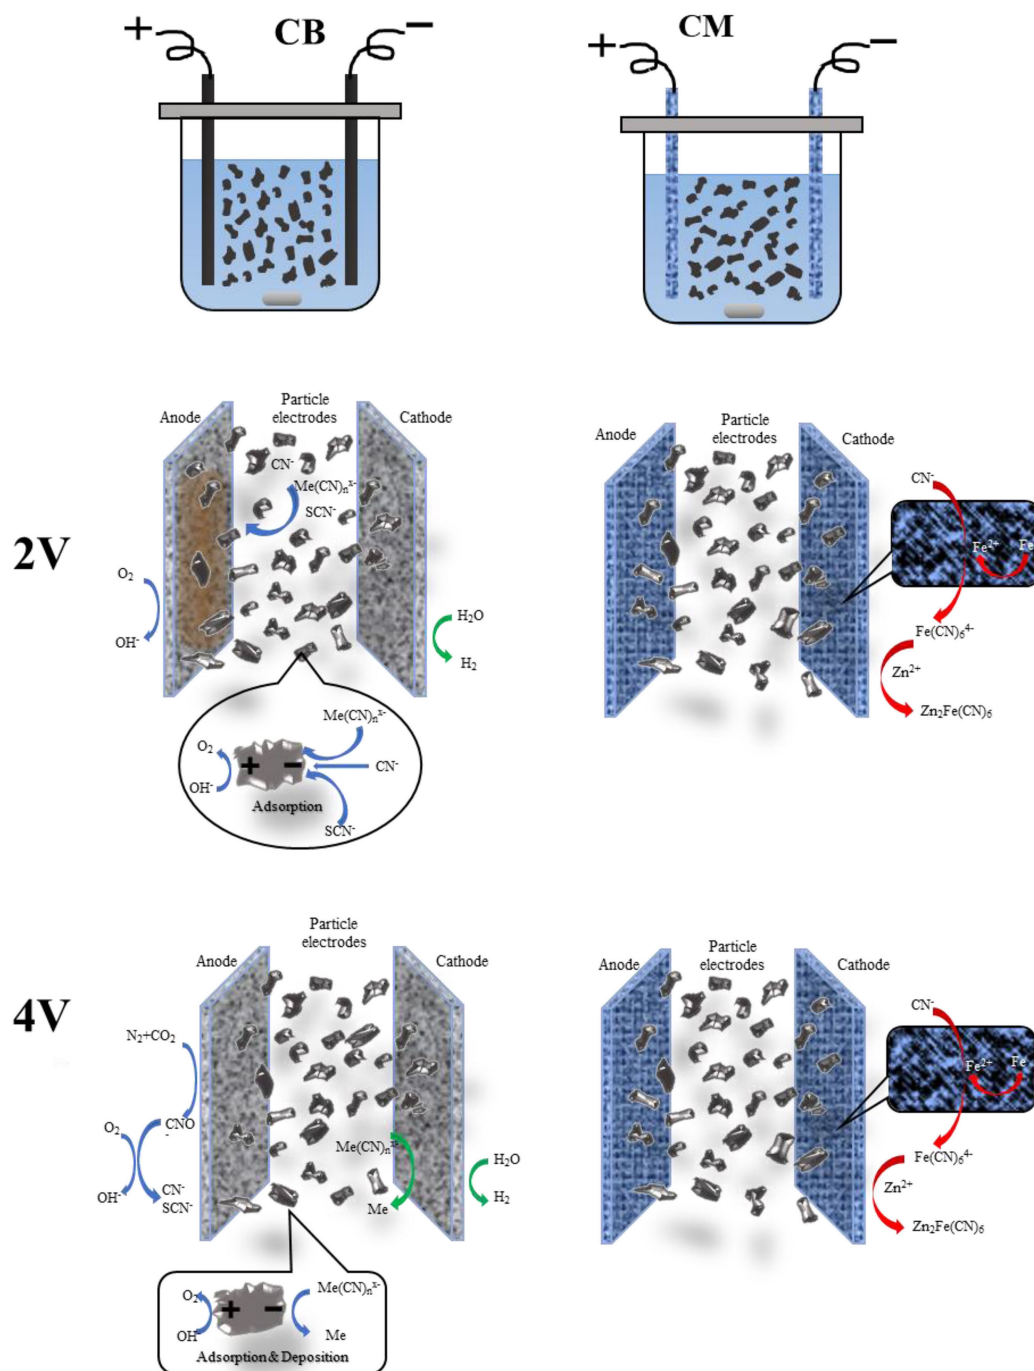 + CB −
+ CM −
2V
Particle
electrodes
Anode
Cathode
CN-
Me(CN)ₙˣ⁻
SCN-
O₂
OH-
H₂O
H₂
Me(CN)ₙˣ⁻
O₂
+ −
CN-
OH-
Adsorption
SCN-
Particle
electrodes
Anode
Cathode
CN-
Fe²⁺
Fe
Fe(CN)₆⁴⁻
Zn²⁺
Zn₂Fe(CN)₆
4V
Particle
electrodes
Anode
Cathode
N₂+CO₂
O₂
CNO
-
CN-
OH-
SCN-
Me(CN)ₙˣ⁻
Me
H₂O
H₂
Me(CN)ₙˣ⁻
O₂
+ −
OH-
Me
Adsorption&Deposition
Particle
electrodes
Anode
Cathode
CN-
Fe²⁺
Fe
Fe(CN)₆⁴⁻
Zn²⁺
Zn₂Fe(CN)₆